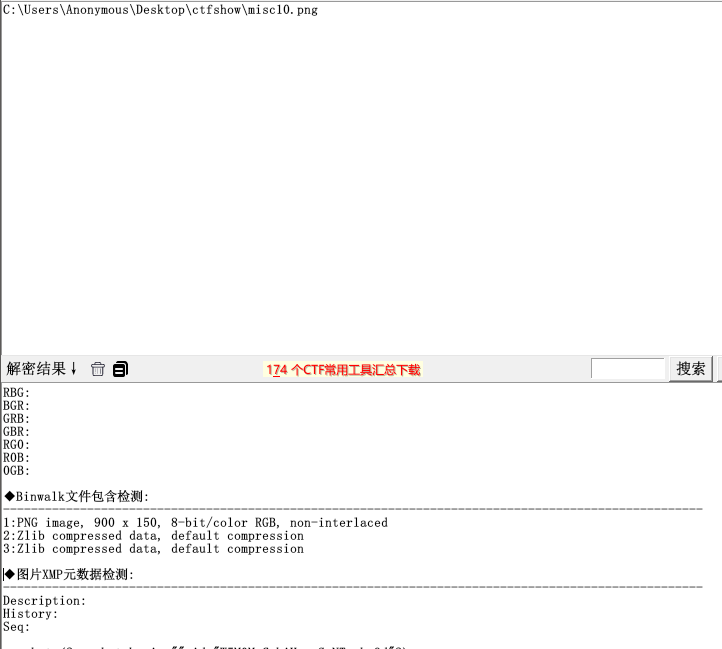 C:\Users\Anonymous\Desktop\ctfshow\misc10.png
解密结果↓
174 个CTF常用工具汇总下载
搜索
RBG:
BGR:
GRB:
GBR:
RG0:
R0B:
0GB:
◆Binwalk文件包含检测:
1:PNG image, 900 x 150, 8-bit/color RGB, non-interlaced
2:Zlib compressed data, default compression
3:Zlib compressed data, default compression
◆图片XMP元数据检测:
Description:
History:
Seq: